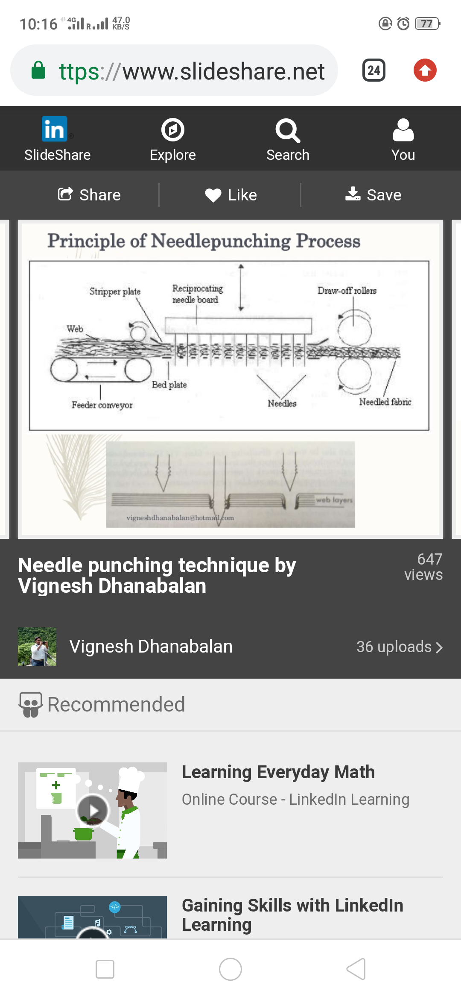 10:16 4G R 47.0 KB/S 77
ttps://www.slideshare.net 24
in
SlideShare Explore Search You
Share Like Save
Principle of Needlepunching Process
Stripper plate
Reciprocating
needle board
Draw-off rollers
Web
Bed plate
Feeder conveyor
Needles
Needled fabric
web layers
vigneshdhanabalan@hotmail.com
Needle punching technique by
Vignesh Dhanabalan
647
views
Vignesh Dhanabalan 36 uploads
Recommended
Learning Everyday Math
Online Course - LinkedIn Learning
Gaining Skills with LinkedIn
Learning